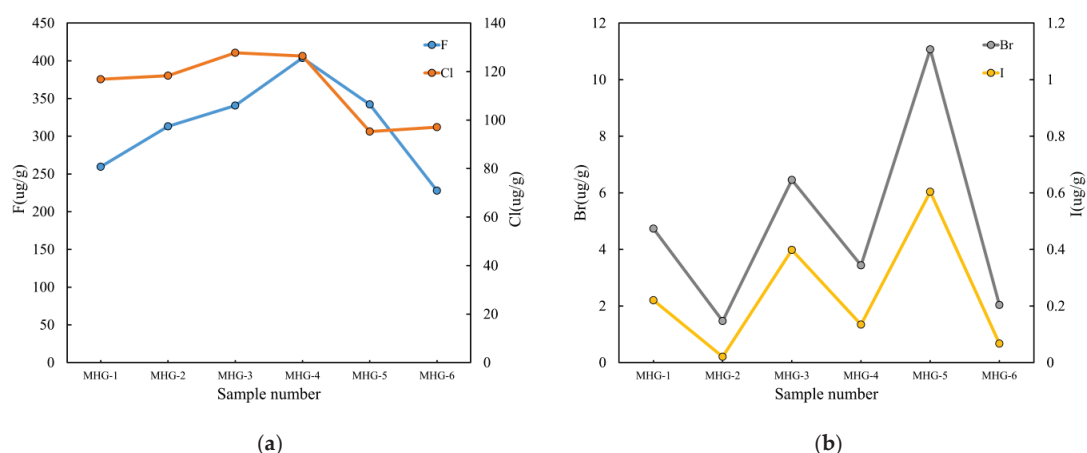 450
400
350
300
250
200
150
100
50
0
F(ug/g)
140
120
100
80
60
40
20
0
Cl(ug/g)
F
Cl
MHG-1 MHG-2 MHG-3 MHG-4 MHG-5 MHG-6
Sample number
(a)
12
10
8
6
4
2
0
Br(ug/g)
1.2
1
0.8
0.6
0.4
0.2
0
I(ug/g)
Br
I
MHG-1 MHG-2 MHG-3 MHG-4 MHG-5 MHG-6
Sample number
(b)